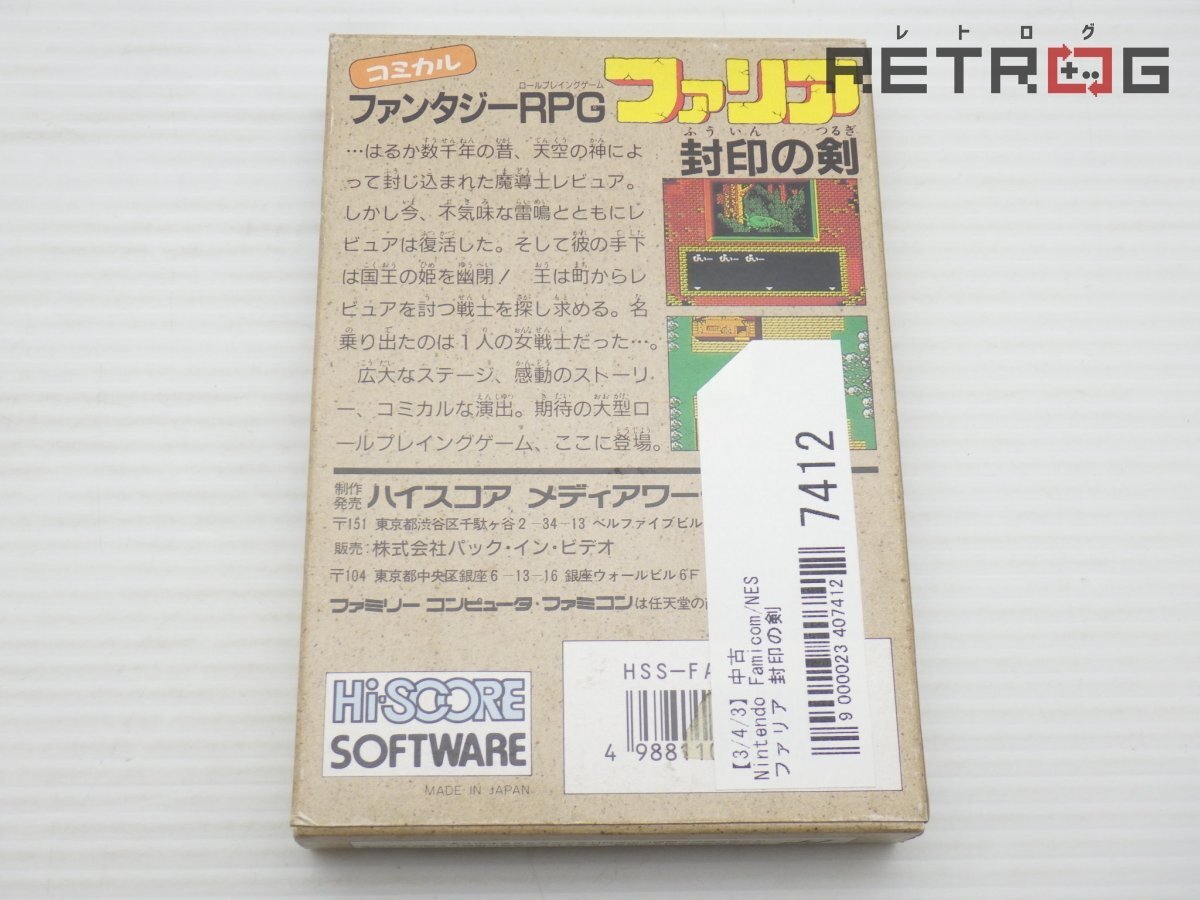 レトログ
RETROG
コミカル
ロールプレイングゲーム
ファンタジーRPG ファリア
ふういん つるぎ
封印の剣
…はるか数千年の昔、天空の神によ
って封じ込まれた魔導士レビュア。
しかし今、不気味な雷鳴とともにレ
ビュアは復活した。そして彼の手下
は国王の姫を幽閉！ 王は町からレ
ビュアを討つ戦士を探し求める。名
乗り出たのは1人の女戦士だった…。
広大なステージ、感動のストーリ
ー、コミカルな演出。期待の大型ロ
ールプレイングゲーム、ここに登場。
制作
発売 ハイスコア メディアワー
〒151 東京都渋谷区千駄ヶ谷2-34-13 ベルファイブビル
販売:株式会社パック・イン・ビデオ
〒104 東京都中央区銀座6-13-16 銀座ウォールビル6F
ファミリーコンピュータ・ファミコンは任天堂の
Hi-SCORE
SOFTWARE
MADE IN JAPAN
HSS-FA
4 98811
【3/4/3】中古
Nintendo Famicom/NES
ファリア 封印の剣
7412
9 000023 407412